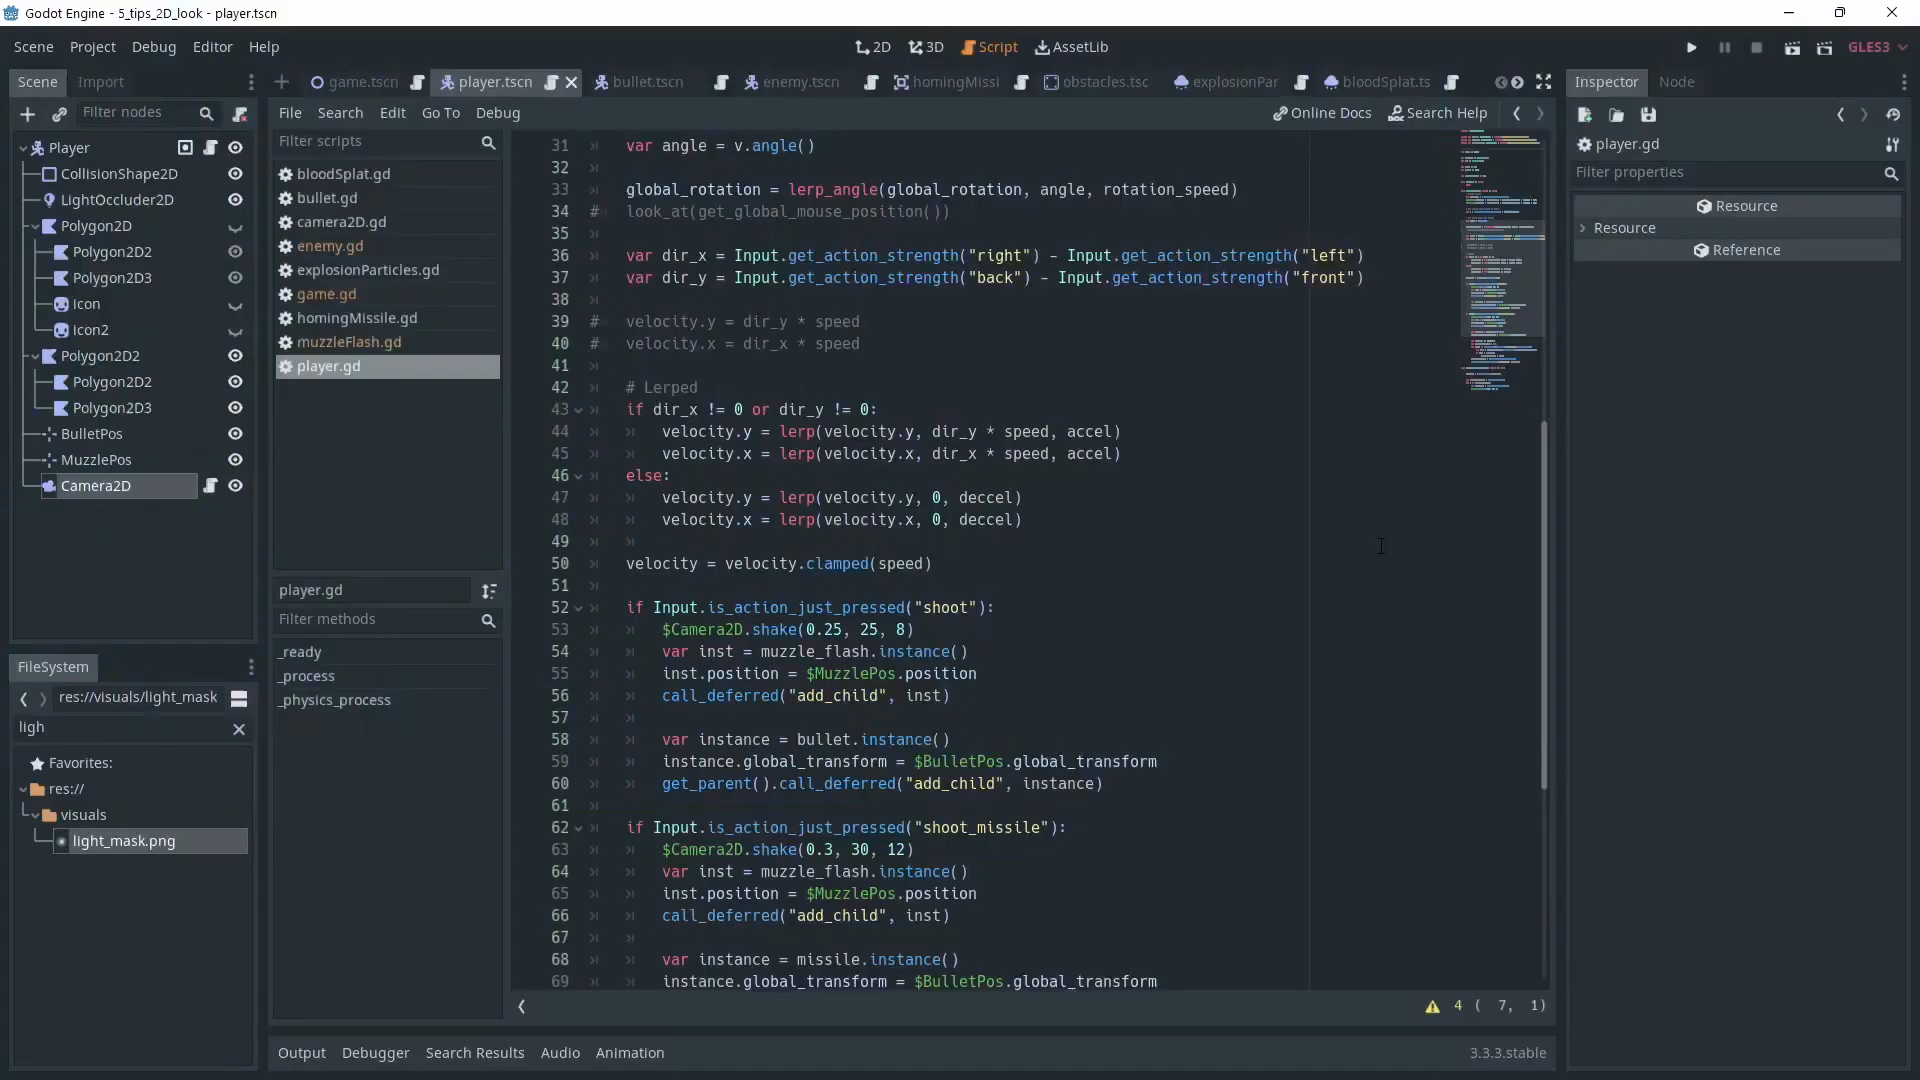 Godot Engine - 5_tips_2D_look - player.tscn
Scene Project Debug Editor Help
2D 3D Script AssetLib
GLES3
Scene Import
game.tscn player.tscn bullet.tscn enemy.tscn homingMissi obstacles.tsc explosionPar bloodSplat.ts
Inspector Node
Filter nodes
File Search Edit Go To Debug
Online Docs Search Help
Filter scripts
player.gd
Filter properties
Resource
Resource
Reference
Player
CollisionShape2D
LightOccluder2D
Polygon2D
Polygon2D2
Polygon2D3
icon
icon2
Polygon2D2
Polygon2D2
Polygon2D3
BulletPos
MuzzlePos
Camera2D
bloodSplat.gd
bullet.gd
camera2D.gd
enemy.gd
explosionParticles.gd
game.gd
homingMissile.gd
muzzleFlash.gd
player.gd
player.gd
Filter methods
_ready
_process
_physics_process
FileSystem
res://visuals/light_mask
ligh
Favorites:
res://
visuals
light_mask.png
31 var angle = v.angle()
32
33 global_rotation = lerp_angle(global_rotation, angle, rotation_speed)
34 # look_at(get_global_mouse_position())
35
36 var dir_x = Input.get_action_strength("right") - Input.get_action_strength("left")
37 var dir_y = Input.get_action_strength("back") - Input.get_action_strength("front")
38
39 # velocity.y = dir_y * speed
40 # velocity.x = dir_x * speed
41
42 # Lerped
43 if dir_x != 0 or dir_y != 0:
44 velocity.y = lerp(velocity.y, dir_y * speed, accel)
45 velocity.x = lerp(velocity.x, dir_x * speed, accel)
46 else:
47 velocity.y = lerp(velocity.y, 0, deccel)
48 velocity.x = lerp(velocity.x, 0, deccel)
49
50 velocity = velocity.clamped(speed)
51
52 if Input.is_action_just_pressed("shoot"):
53 $Camera2D.shake(0.25, 25, 8)
54 var inst = muzzle_flash.instance()
55 inst.position = $MuzzlePos.position
56 call_deferred("add_child", inst)
57
58 var instance = bullet.instance()
59 instance.global_transform = $BulletPos.global_transform
60 get_parent().call_deferred("add_child", instance)
61
62 if Input.is_action_just_pressed("shoot_missile"):
63 $Camera2D.shake(0.3, 30, 12)
64 var inst = muzzle_flash.instance()
65 inst.position = $MuzzlePos.position
66 call_deferred("add_child", inst)
67
68 var instance = missile.instance()
69 instance.global_transform = $BulletPos.global_transform
4 ( 7, 1)
Output Debugger Search Results Audio Animation
3.3.3.stable